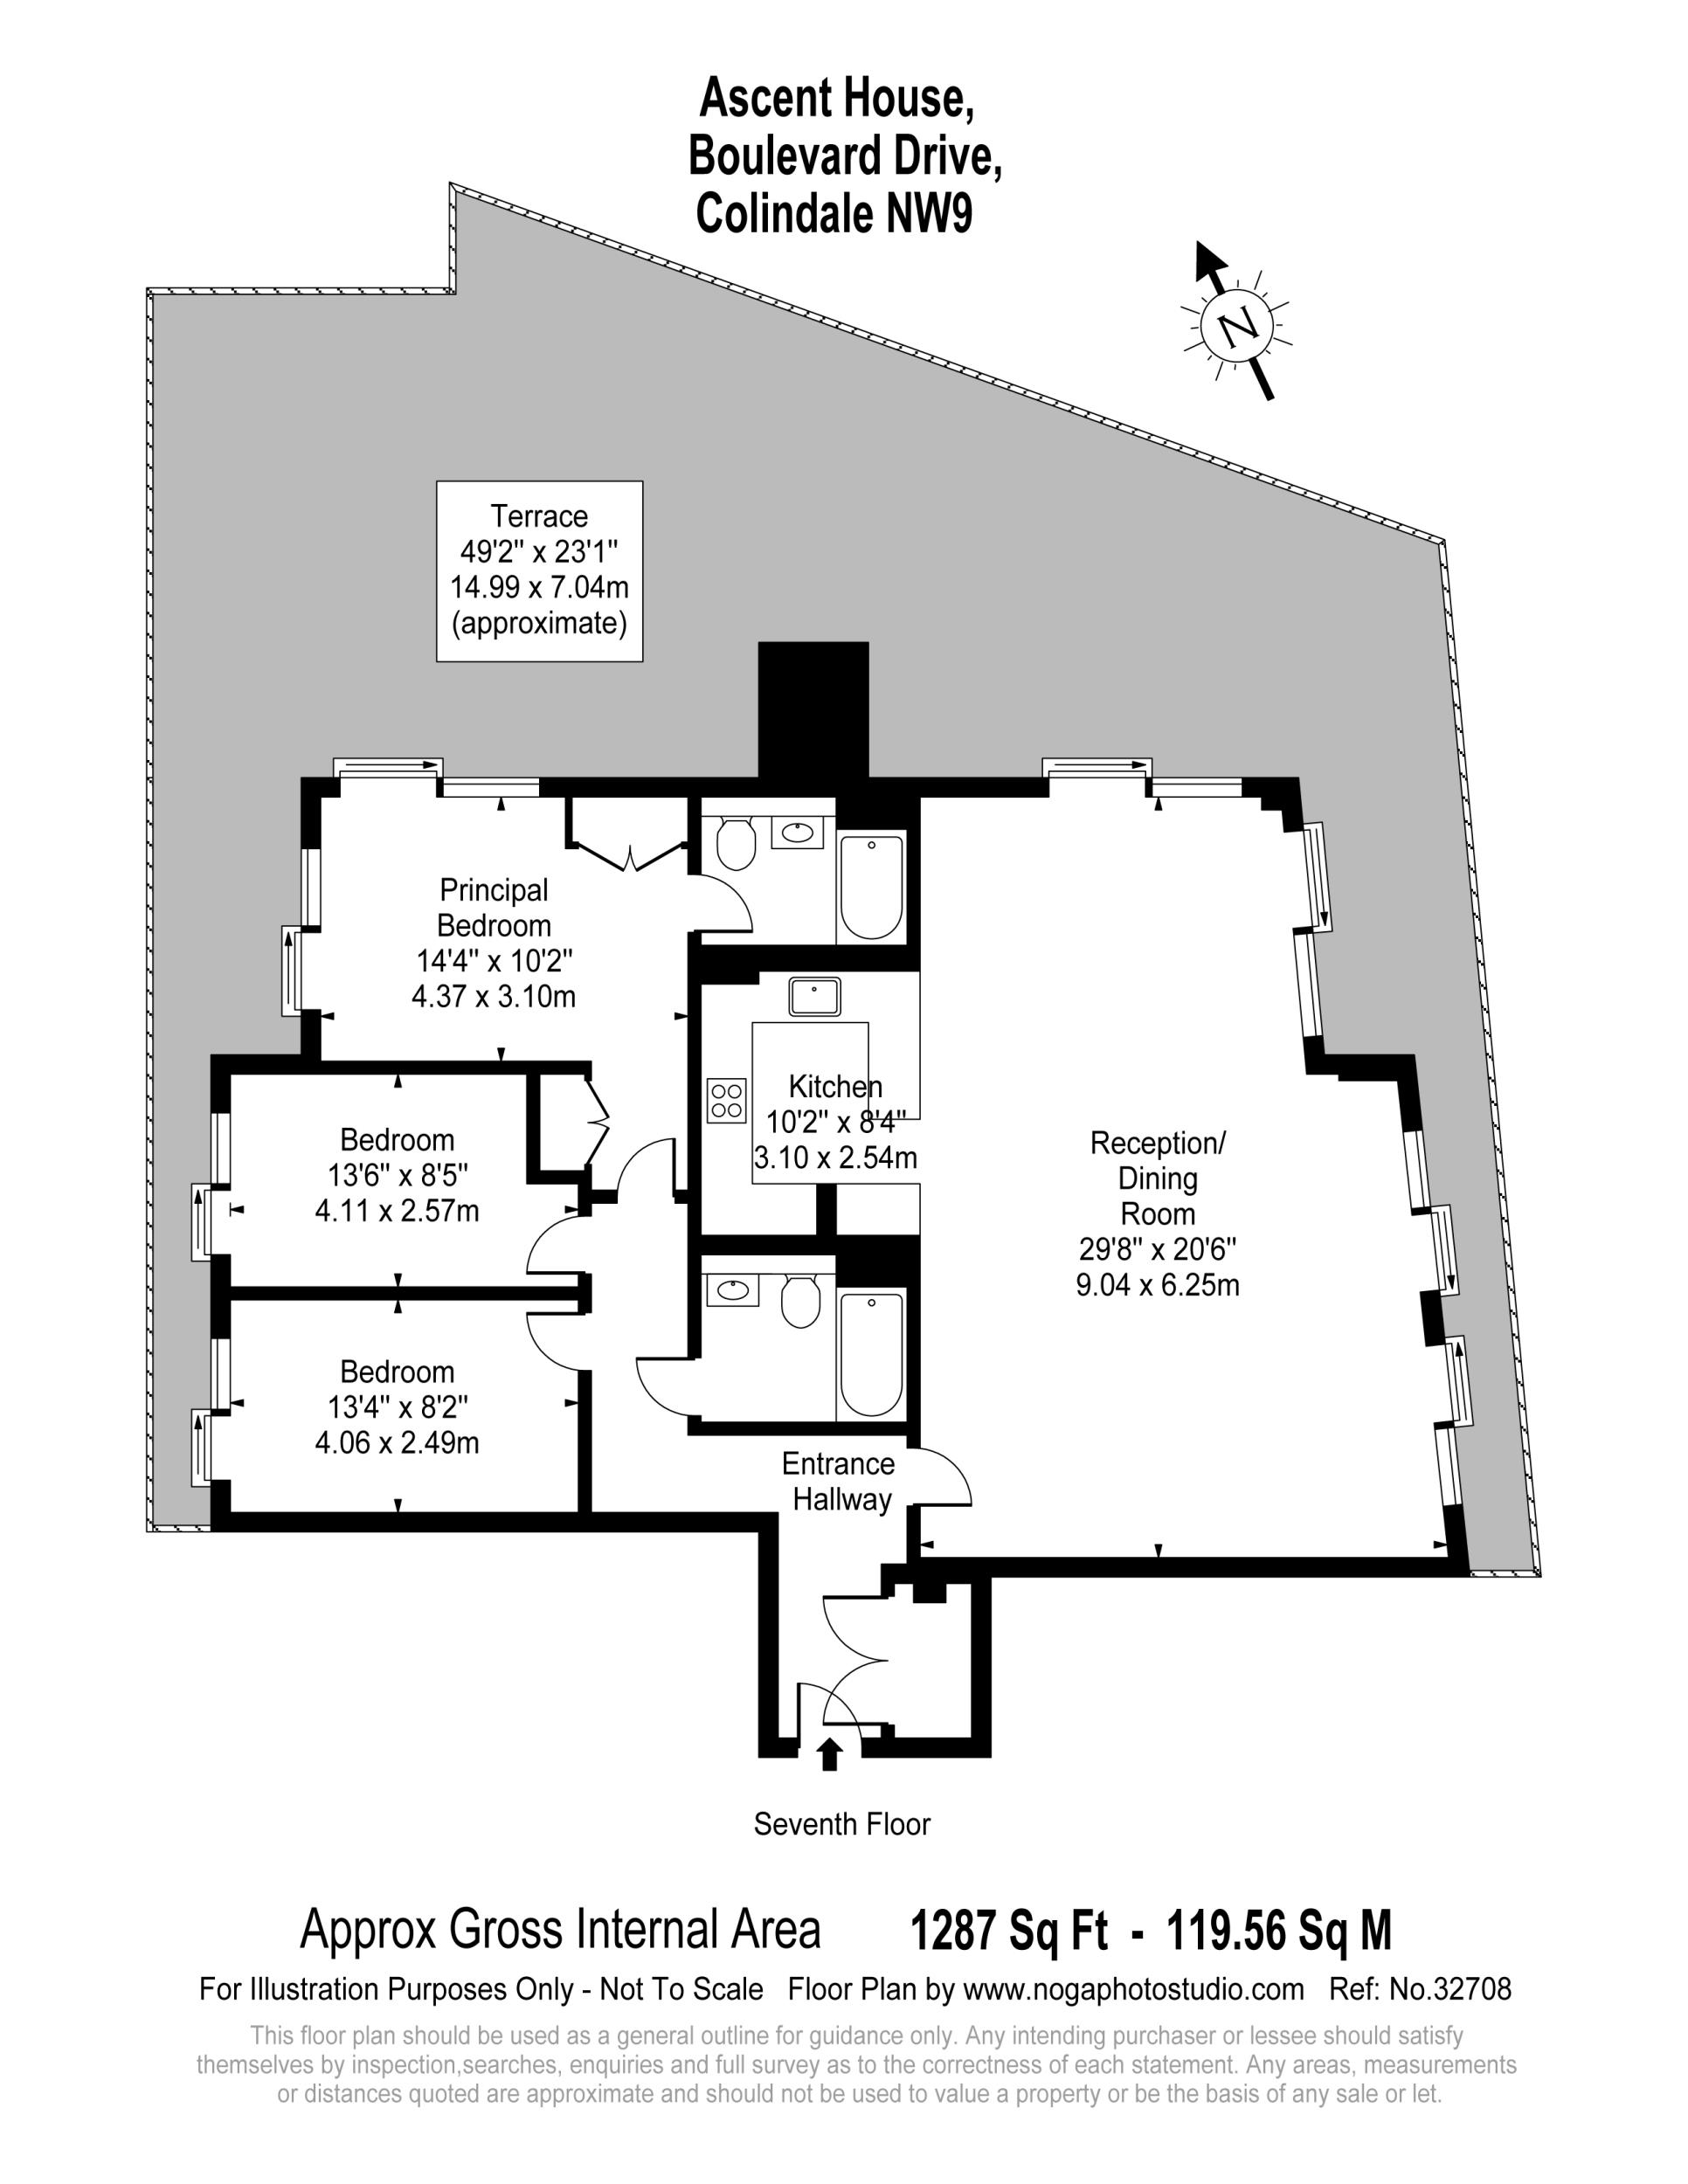 Ascent House,
Boulevard Drive,
Colindale NW9
N
Terrace
49'2" x 23'1"
14.99 x 7.04m
(approximate)
Principal
Bedroom
14'4" x 10'2"
4.37 x 3.10m
Kitchen
10'2" x 8'4"
3.10 x 2.54m
Bedroom
13'6" x 8'5"
4.11 x 2.57m
Reception/
Dining
Room
29'8" x 20'6"
9.04 x 6.25m
Bedroom
13'4" x 8'2"
4.06 x 2.49m
Entrance
Hallway
Seventh Floor
Approx Gross Internal Area 1287 Sq Ft - 119.56 Sq M
For Illustration Purposes Only - Not To Scale Floor Plan by www.nogaphotostudio.com Ref: No.32708
This floor plan should be used as a general outline for guidance only. Any intending purchaser or lessee should satisfy
themselves by inspection,searches, enquiries and full survey as to the correctness of each statement. Any areas, measurements
or distances quoted are approximate and should not be used to value a property or be the basis of any sale or let.